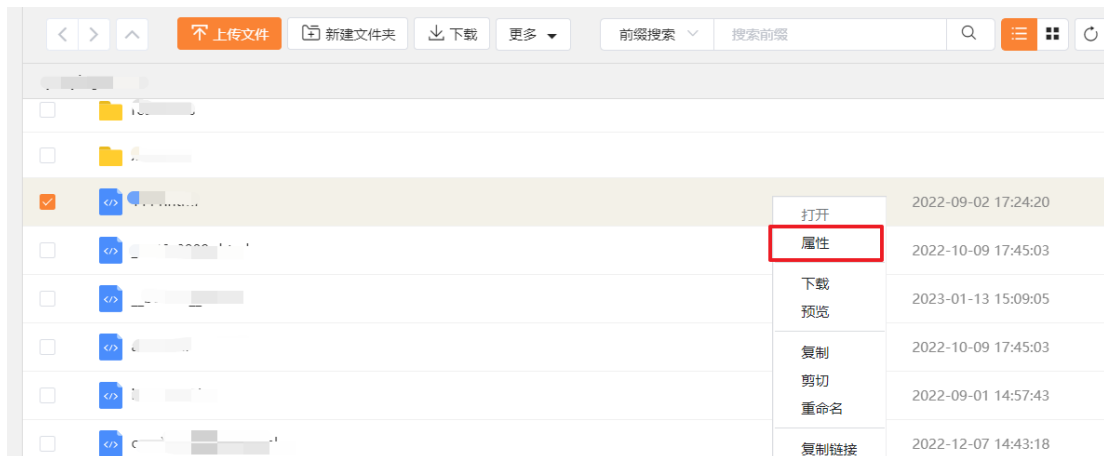 上传文件 新建文件夹 下载 更多 前缀搜索 搜索前缀
2022-09-02 17:24:20
打开
属性
2022-10-09 17:45:03
下载
2023-01-13 15:09:05
预览
复制
2022-10-09 17:45:03
剪切
2022-09-01 14:57:43
重命名
复制链接
2022-12-07 14:43:18